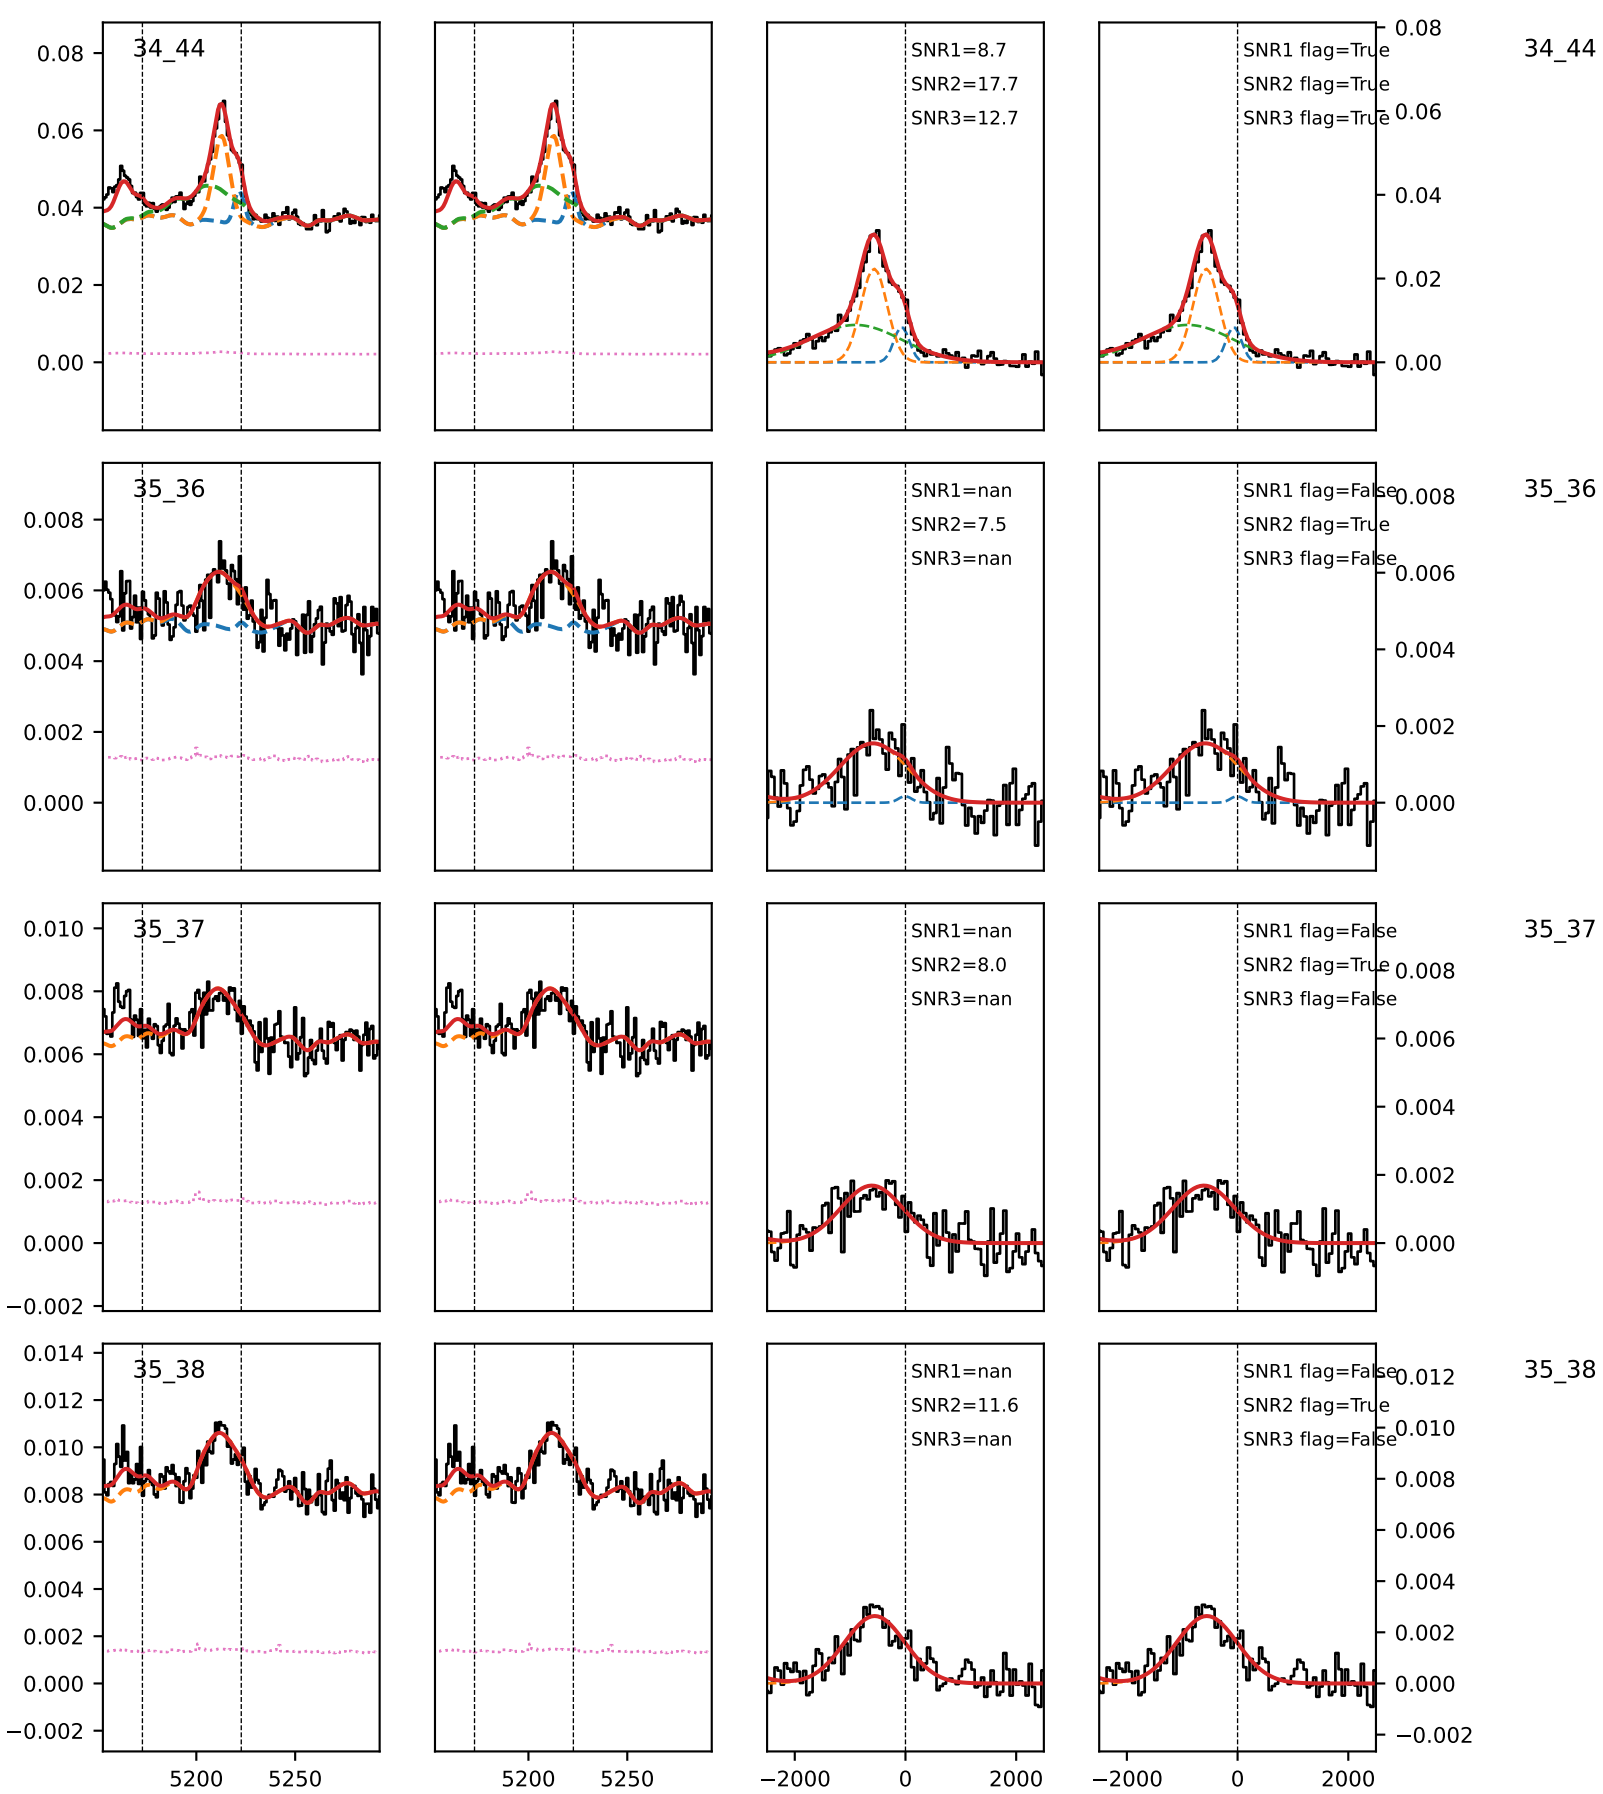 0.08
0.06
0.04
0.02
0.00
34_44
SNR1=8.7
SNR2=17.7
SNR3=12.7
SNR1 flag=True
SNR2 flag=True
SNR3 flag=True
0.08
0.06
0.04
0.02
0.00
34_44
0.008
0.006
0.004
0.002
0.000
35_36
SNR1=nan
SNR2=7.5
SNR3=nan
SNR1 flag=False
SNR2 flag=True
SNR3 flag=False
0.008
0.006
0.004
0.002
0.000
35_36
0.010
0.008
0.006
0.004
0.002
0.000
−0.002
35_37
SNR1=nan
SNR2=8.0
SNR3=nan
SNR1 flag=False
SNR2 flag=True
SNR3 flag=False
0.008
0.006
0.004
0.002
0.000
35_37
0.014
0.012
0.010
0.008
0.006
0.004
0.002
0.000
−0.002
35_38
SNR1=nan
SNR2=11.6
SNR3=nan
SNR1 flag=False
SNR2 flag=True
SNR3 flag=False
0.012
0.010
0.008
0.006
0.004
0.002
0.000
−0.002
35_38
5200 5250
5200 5250
−2000 0 2000
−2000 0 2000